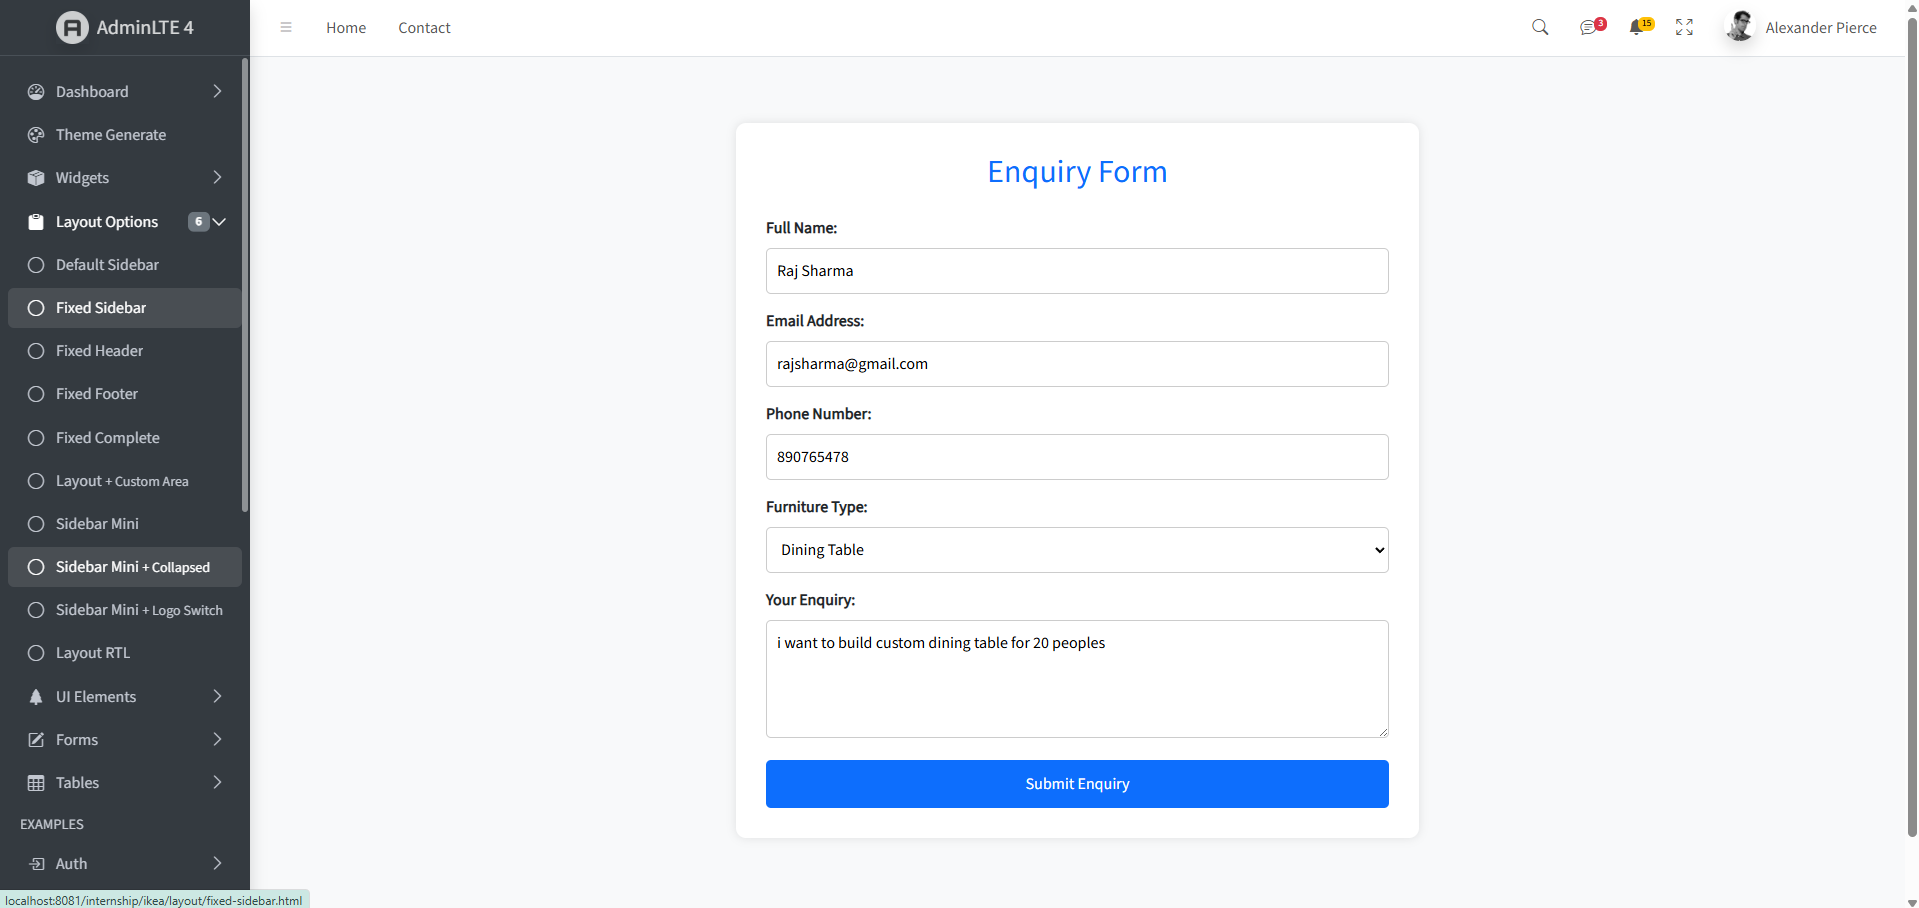 AdminLTE 4
Home
Contact
3
15
Alexander Pierce
Dashboard
Theme Generate
Widgets
Layout Options 6
Default Sidebar
Fixed Sidebar
Fixed Header
Fixed Footer
Fixed Complete
Layout + Custom Area
Sidebar Mini
Sidebar Mini + Collapsed
Sidebar Mini + Logo Switch
Layout RTL
UI Elements
Forms
Tables
EXAMPLES
Auth
Enquiry Form
Full Name:
Raj Sharma
Email Address:
rajsharma@gmail.com
Phone Number:
890765478
Furniture Type:
Dining Table
Your Enquiry:
i want to build custom dining table for 20 peoples
Submit Enquiry
localhost:8081/internship/ikea/layout/fixed-sidebar.html